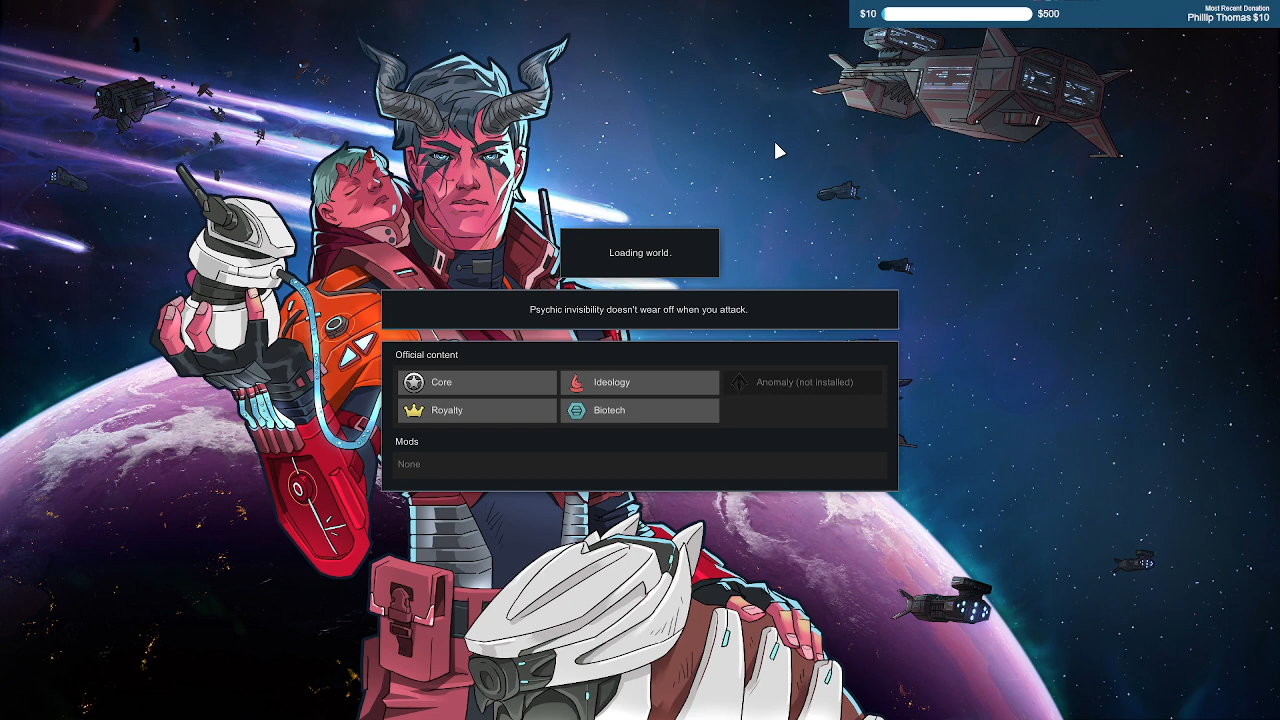 $10
$500
Most Recent Donation
Phillip Thomas $10
Loading world.
Psychic invisibility doesn't wear off when you attack.
Official content
Core
Ideology
Anomaly (not installed)
Royalty
Biotech
Mods
None